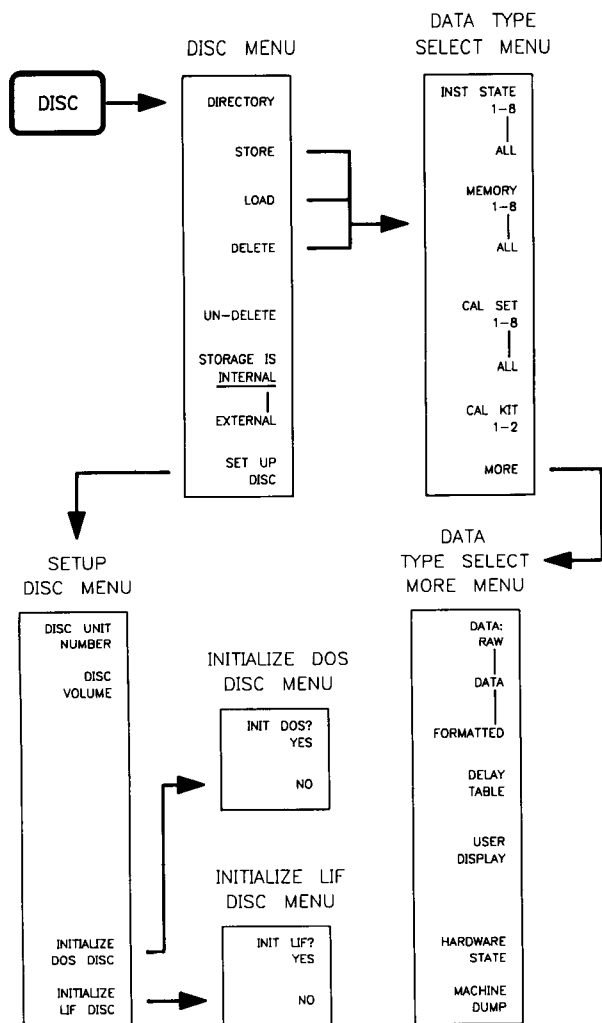 DISC
DISC MENU
DIRECTORY
STORE
LOAD
DELETE
UN-DELETE
STORAGE IS
INTERNAL
EXTERNAL
SET UP
DISC
DATA TYPE
SELECT MENU
INST STATE
1-8
ALL
MEMORY
1-8
ALL
CAL SET
1-8
ALL
CAL KIT
1-2
MORE
SETUP
DISC MENU
DISC UNIT
NUMBER
DISC
VOLUME
INITIALIZE
DOS DISC
INITIALIZE
LIF DISC
INITIALIZE DOS
DISC MENU
INIT DOS?
YES
NO
INITIALIZE LIF
DISC MENU
INIT LIF?
YES
NO
DATA
TYPE SELECT
MORE MENU
DATA:
RAW
DATA
FORMATTED
DELAY
TABLE
USER
DISPLAY
HARDWARE
STATE
MACHINE
DUMP